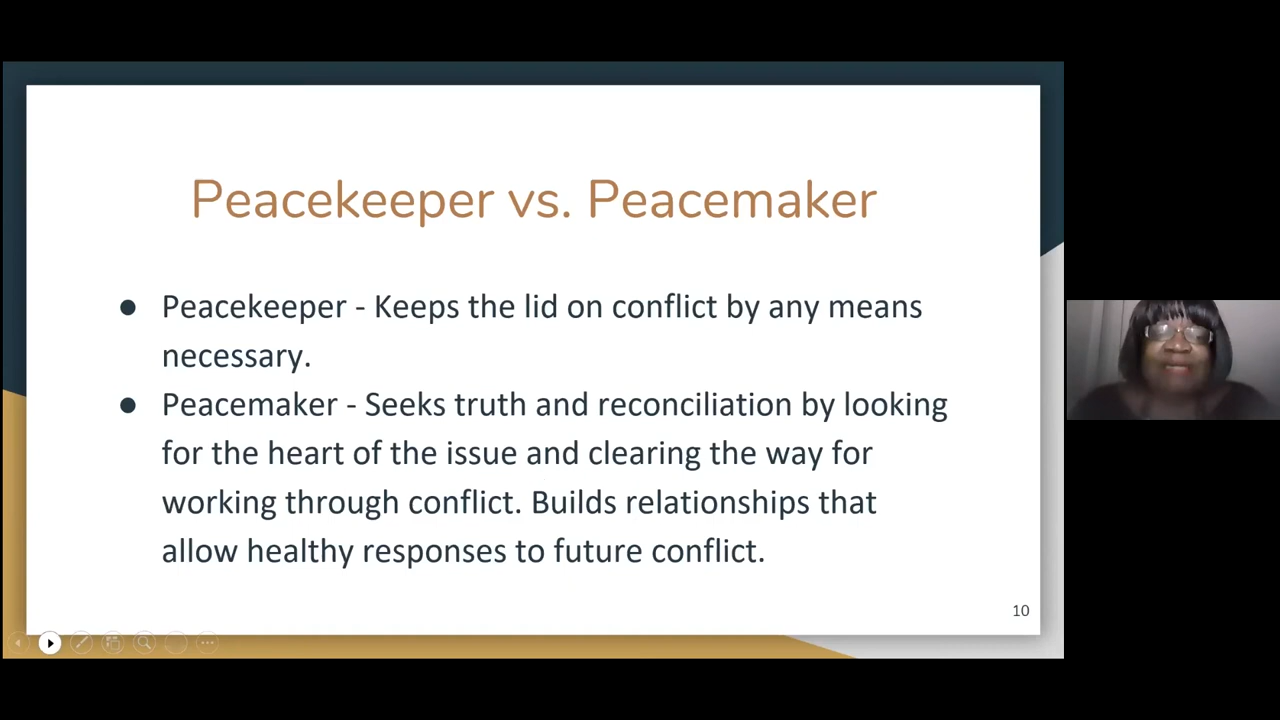 Peacekeeper vs. Peacemaker
● Peacekeeper - Keeps the lid on conflict by any means
necessary.
● Peacemaker - Seeks truth and reconciliation by looking
for the heart of the issue and clearing the way for
working through conflict. Builds relationships that
allow healthy responses to future conflict.
10